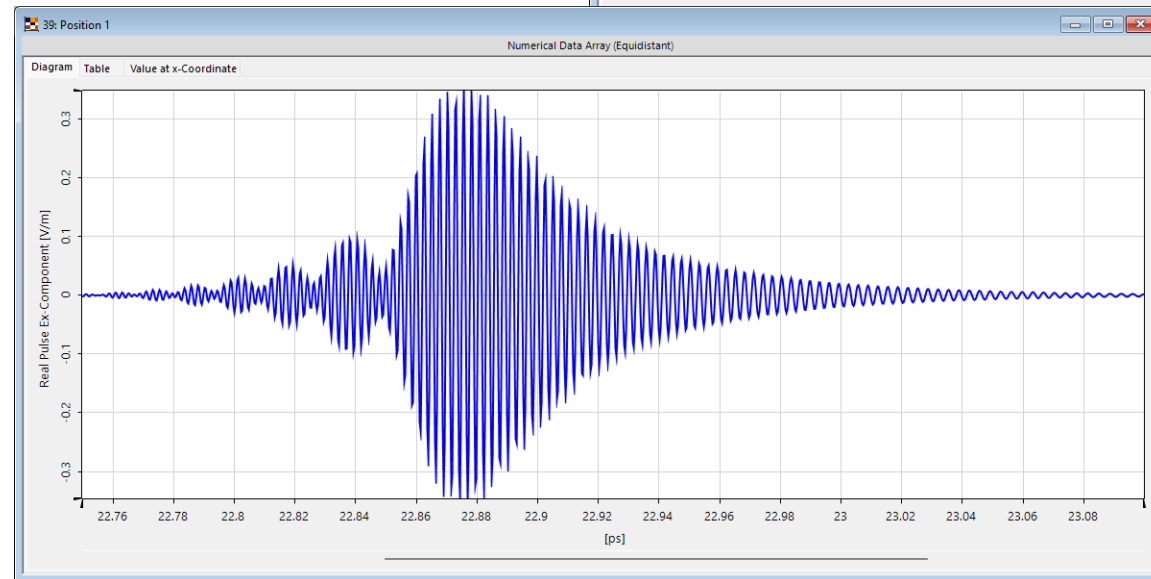 39: Position 1
Numerical Data Array (Equidistant)
Diagram Table Value at x-Coordinate
Real Pulse Ex-Component [V/m]
0.3
0.2
0.1
0
-0.1
-0.2
-0.3
22.76 22.78 22.8 22.82 22.84 22.86 22.88 22.9 22.92 22.94 22.96 22.98 23 23.02 23.04 23.06 23.08
[ps]